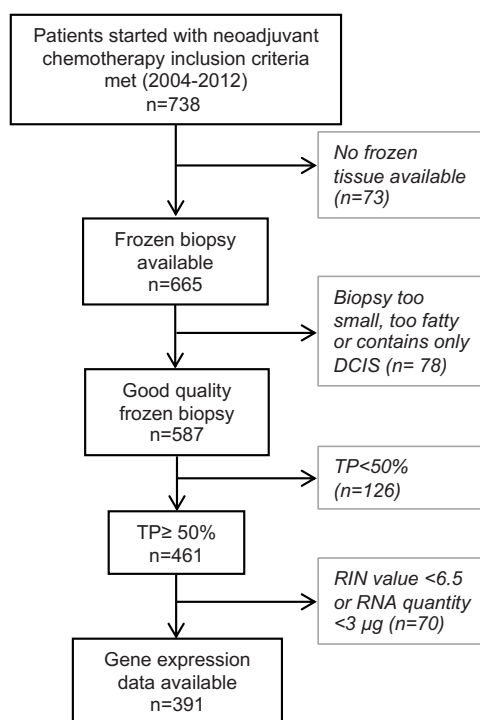 Patients started with neoadjuvant
chemotherapy inclusion criteria
met (2004-2012)
n=738
No frozen
tissue available
(n=73)
Frozen biopsy
available
n=665
Biopsy too
small, too fatty
or contains only
DCIS (n= 78)
Good quality
frozen biopsy
n=587
TP<50%
(n=126)
TP≥ 50%
n=461
RIN value <6.5
or RNA quantity
<3 µg (n=70)
Gene expression
data available
n=391